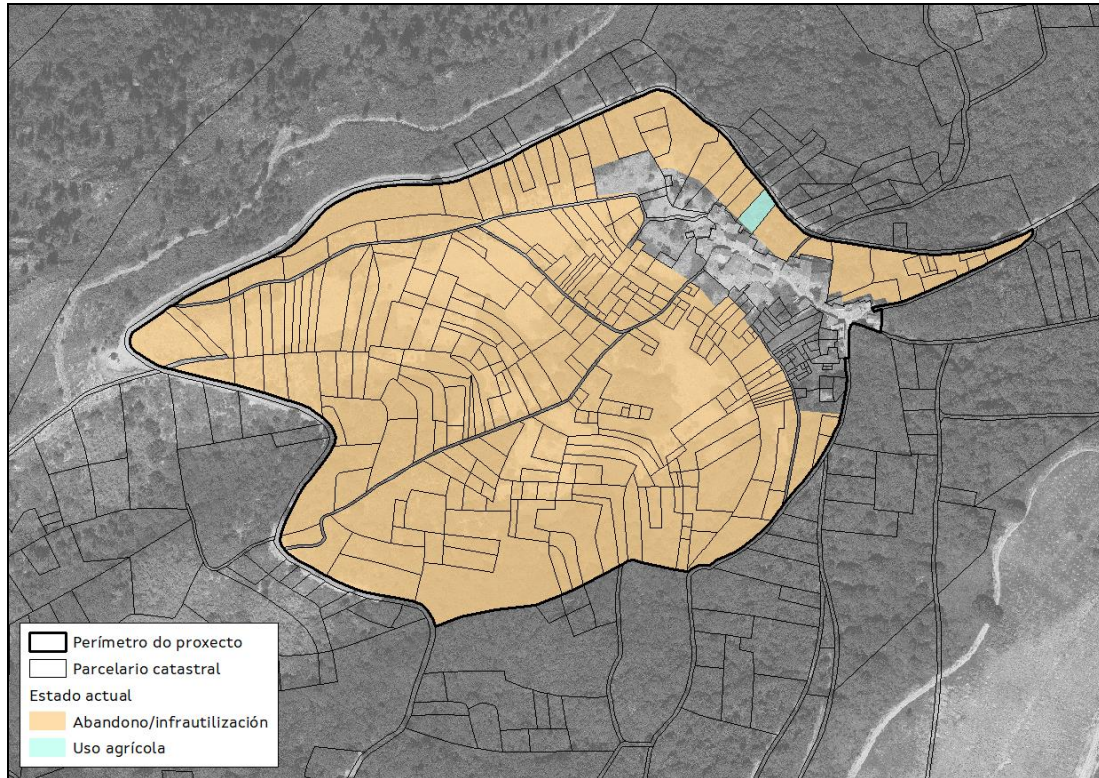 Perímetro do proxecto
Parcelario catastral
Estado actual
Abandono/infrautilización
Uso agrícola